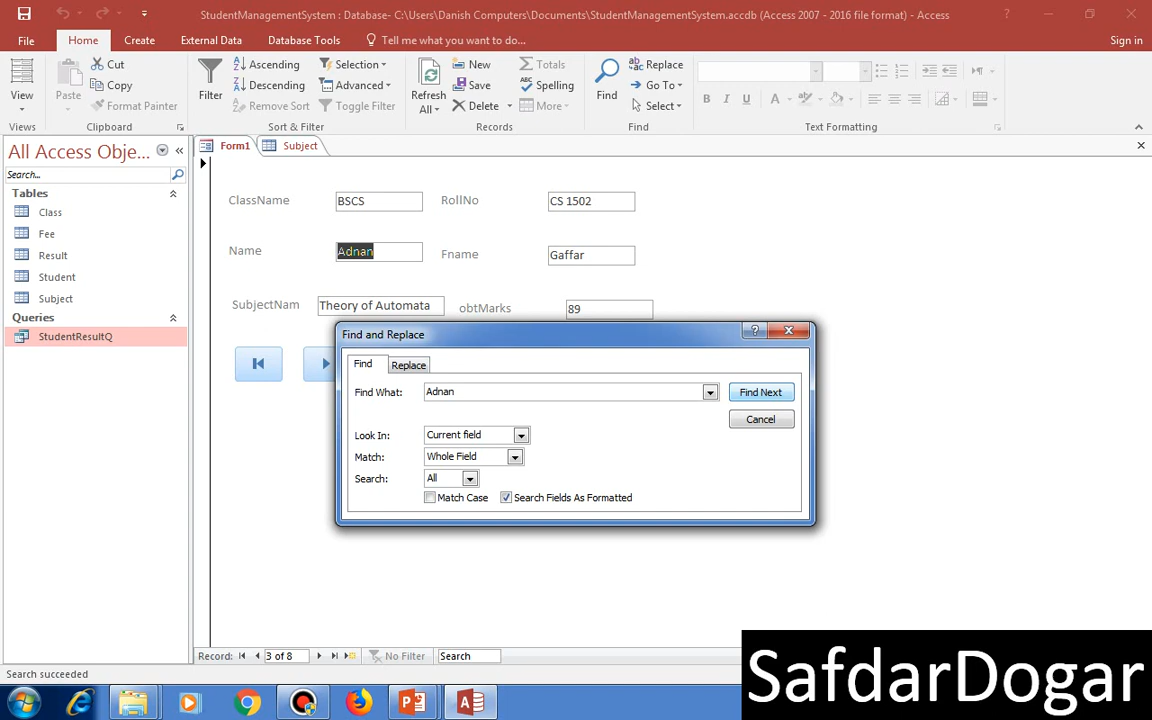 StudentManagementSystem : Database- C:\Users\Danish Computers\Documents\StudentManagementSystem.accdb (Access 2007 - 2016 file format) - Access
File
Home
Create
External Data
Database Tools
Tell me what you want to do...
Sign in
View
Paste
Cut
Copy
Format Painter
Filter
Ascending
Descending
Remove Sort
Selection
Advanced
Toggle Filter
Refresh All
New
Save
Delete
Totals
Spelling
More
Find
Replace
Go To
Select
B I U A
Views
Clipboard
Sort & Filter
Records
Find
Text Formatting
All Access Obje...
Form1
Subject
Search...
Tables
Class
Fee
Result
Student
Subject
Queries
StudentResultQ
ClassName BSCS RollNo CS 1502
Name Adnan Fname Gaffar
SubjectNam Theory of Automata obtMarks 89
Find and Replace
Find Replace
Find What: Adnan Find Next
Cancel
Look In: Current field
Match: Whole Field
Search: All
Match Case Search Fields As Formatted
Record: 3 of 8 No Filter Search
Search succeeded
SafdarDogar